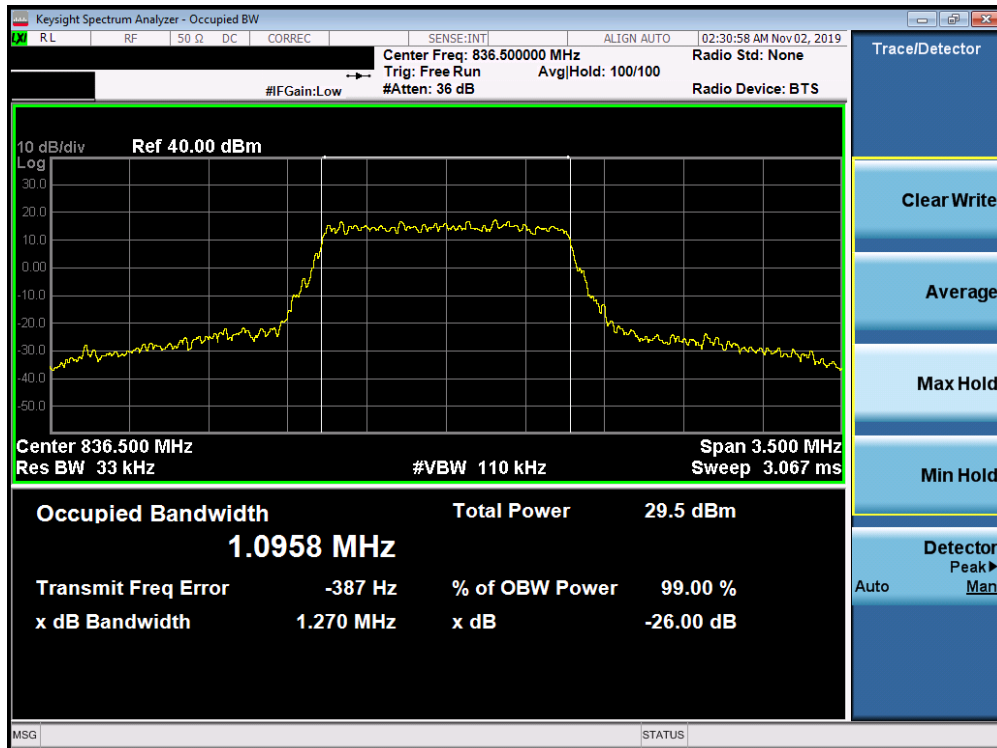 Keysight Spectrum Analyzer - Occupied BW
LXI RL RF 50 Ω DC CORREC SENSE:INT ALIGN AUTO 02:30:58 AM Nov 02, 2019
Center Freq: 836.500000 MHz Radio Std: None
Trig: Free Run Avg|Hold: 100/100
#IFGain:Low #Atten: 36 dB Radio Device: BTS
10 dB/div Ref 40.00 dBm
Log
30.0
20.0
10.0
0.00
-10.0
-20.0
-30.0
-40.0
-50.0
Center 836.500 MHz Span 3.500 MHz
Res BW 33 kHz #VBW 110 kHz Sweep 3.067 ms
Occupied Bandwidth Total Power 29.5 dBm
1.0958 MHz
Transmit Freq Error -387 Hz % of OBW Power 99.00 %
x dB Bandwidth 1.270 MHz x dB -26.00 dB
MSG STATUS
Trace/Detector
Clear Write
Average
Max Hold
Min Hold
Detector
Peak▶
Auto Man